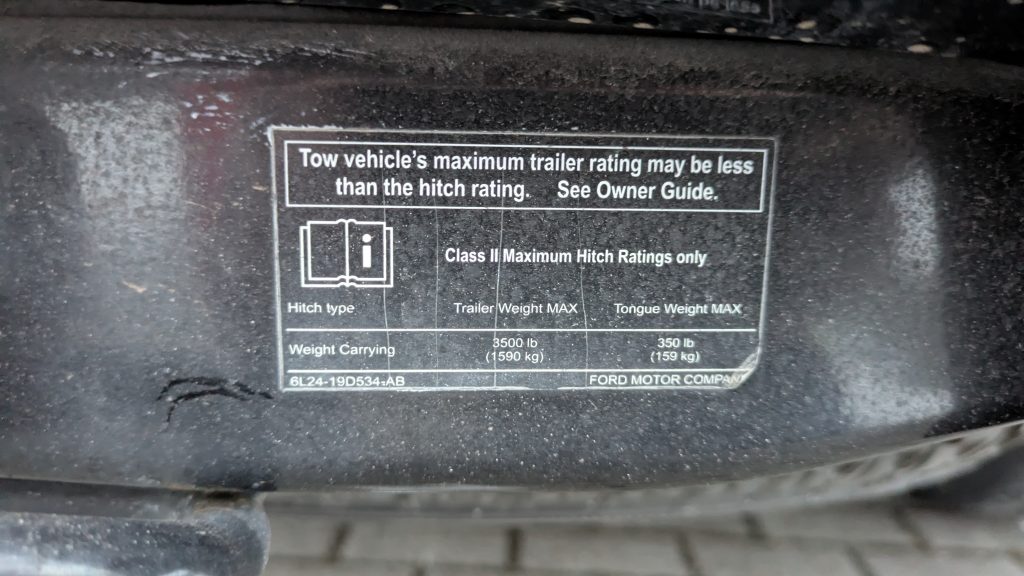 Tow vehicle's maximum trailer rating may be less
than the hitch rating. See Owner Guide.
i
Class II Maximum Hitch Ratings only
Hitch type Trailer Weight MAX Tongue Weight MAX
Weight Carrying 3500 lb 350 lb
(1590 kg) (159 kg)
6L24-19D534-AB FORD MOTOR COMPANY